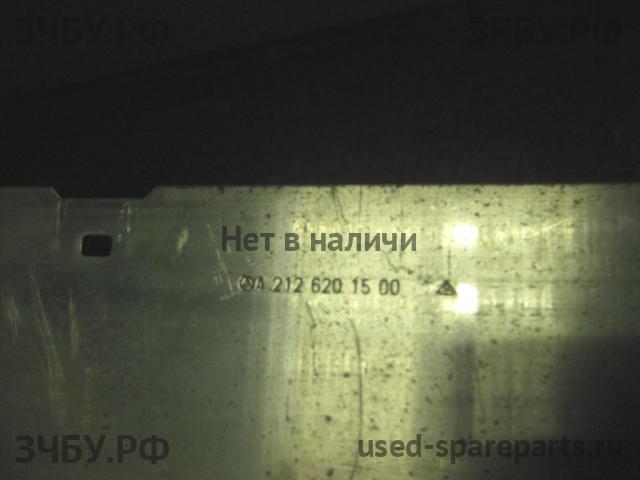 ЗЧБУ.РФ ЗЧБУ.РФ
Нет в наличи
A 212 620 15 00
ЗЧБУ.РФ used-spareparts.ru